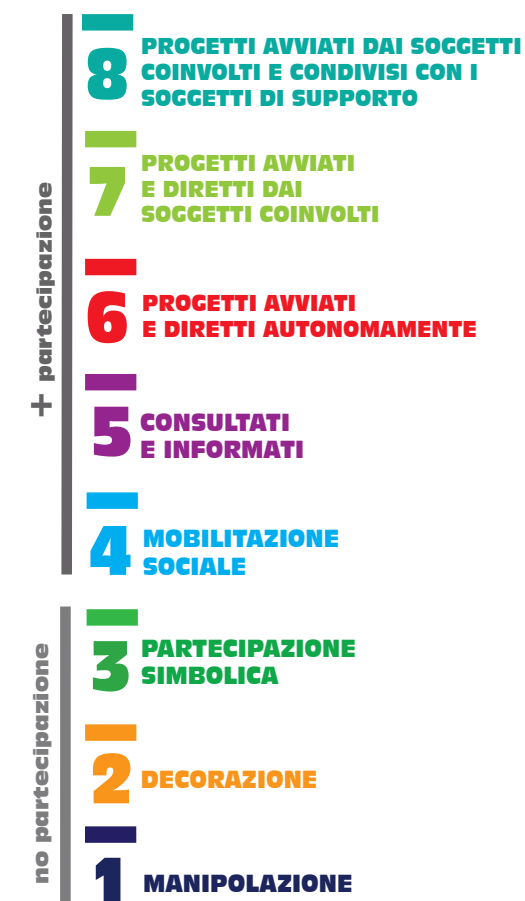 8
PROGETTI AVVIATI DAI SOGGETTI
COINVOLTI E CONDIVISI CON I
SOGGETTI DI SUPPORTO
7
PROGETTI AVVIATI
E DIRETTI DAI
SOGGETTI COINVOLTI
6
PROGETTI AVVIATI
E DIRETTI AUTONOMAMENTE
5
CONSULTATI
E INFORMATI
4
MOBILITAZIONE
SOCIALE
+ partecipazione
3
PARTECIPAZIONE
SIMBOLICA
2
DECORAZIONE
1
MANIPOLAZIONE
no partecipazione